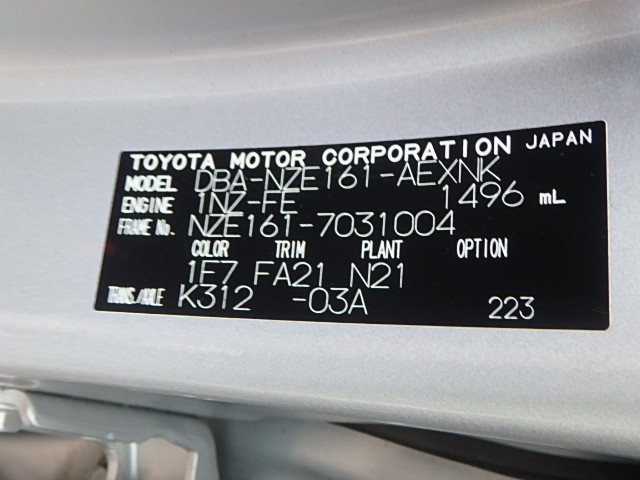 TOYOTA MOTOR CORPORATION JAPAN
MODEL DBA-NZE161-AEXNK
ENGINE 1NZ-FE 1496 mL
FRAME No. NZE161-7031004
COLOR TRIM PLANT OPTION
1F7 FA21 N21
TRANS./AXLE K312 -03A 223